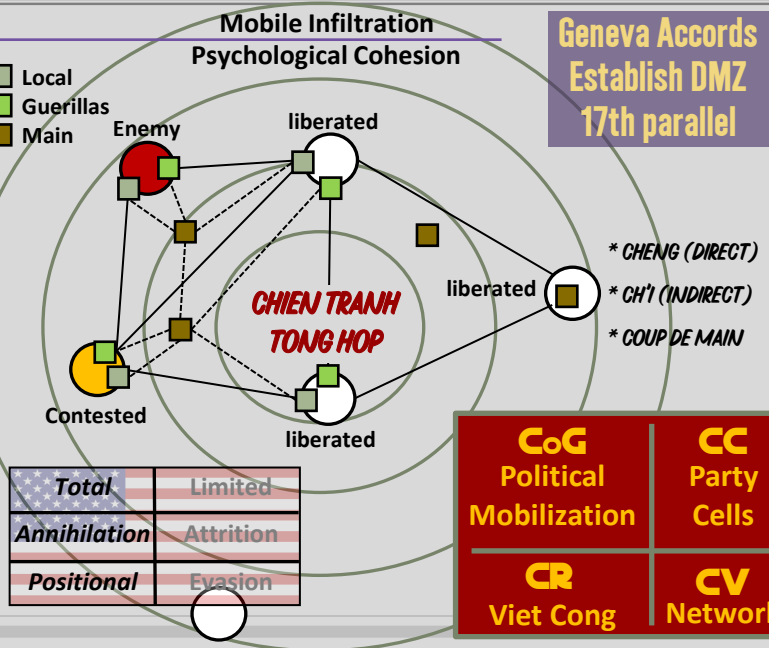 Mobile Infiltration
Psychological Cohesion
Geneva Accords
Establish DMZ
17th parallel
Local
Guerillas
Main
Enemy
liberated
liberated
* CHENG (DIRECT)
* CH'I (INDIRECT)
* COUP DE MAIN
CHIEN TRANH
TONG HOP
Contested
liberated
Total Limited
Annihilation Attrition
Positional Evasion
CoG
Political
Mobilization
CC
Party
Cells
CR
Viet Cong
CV
Network